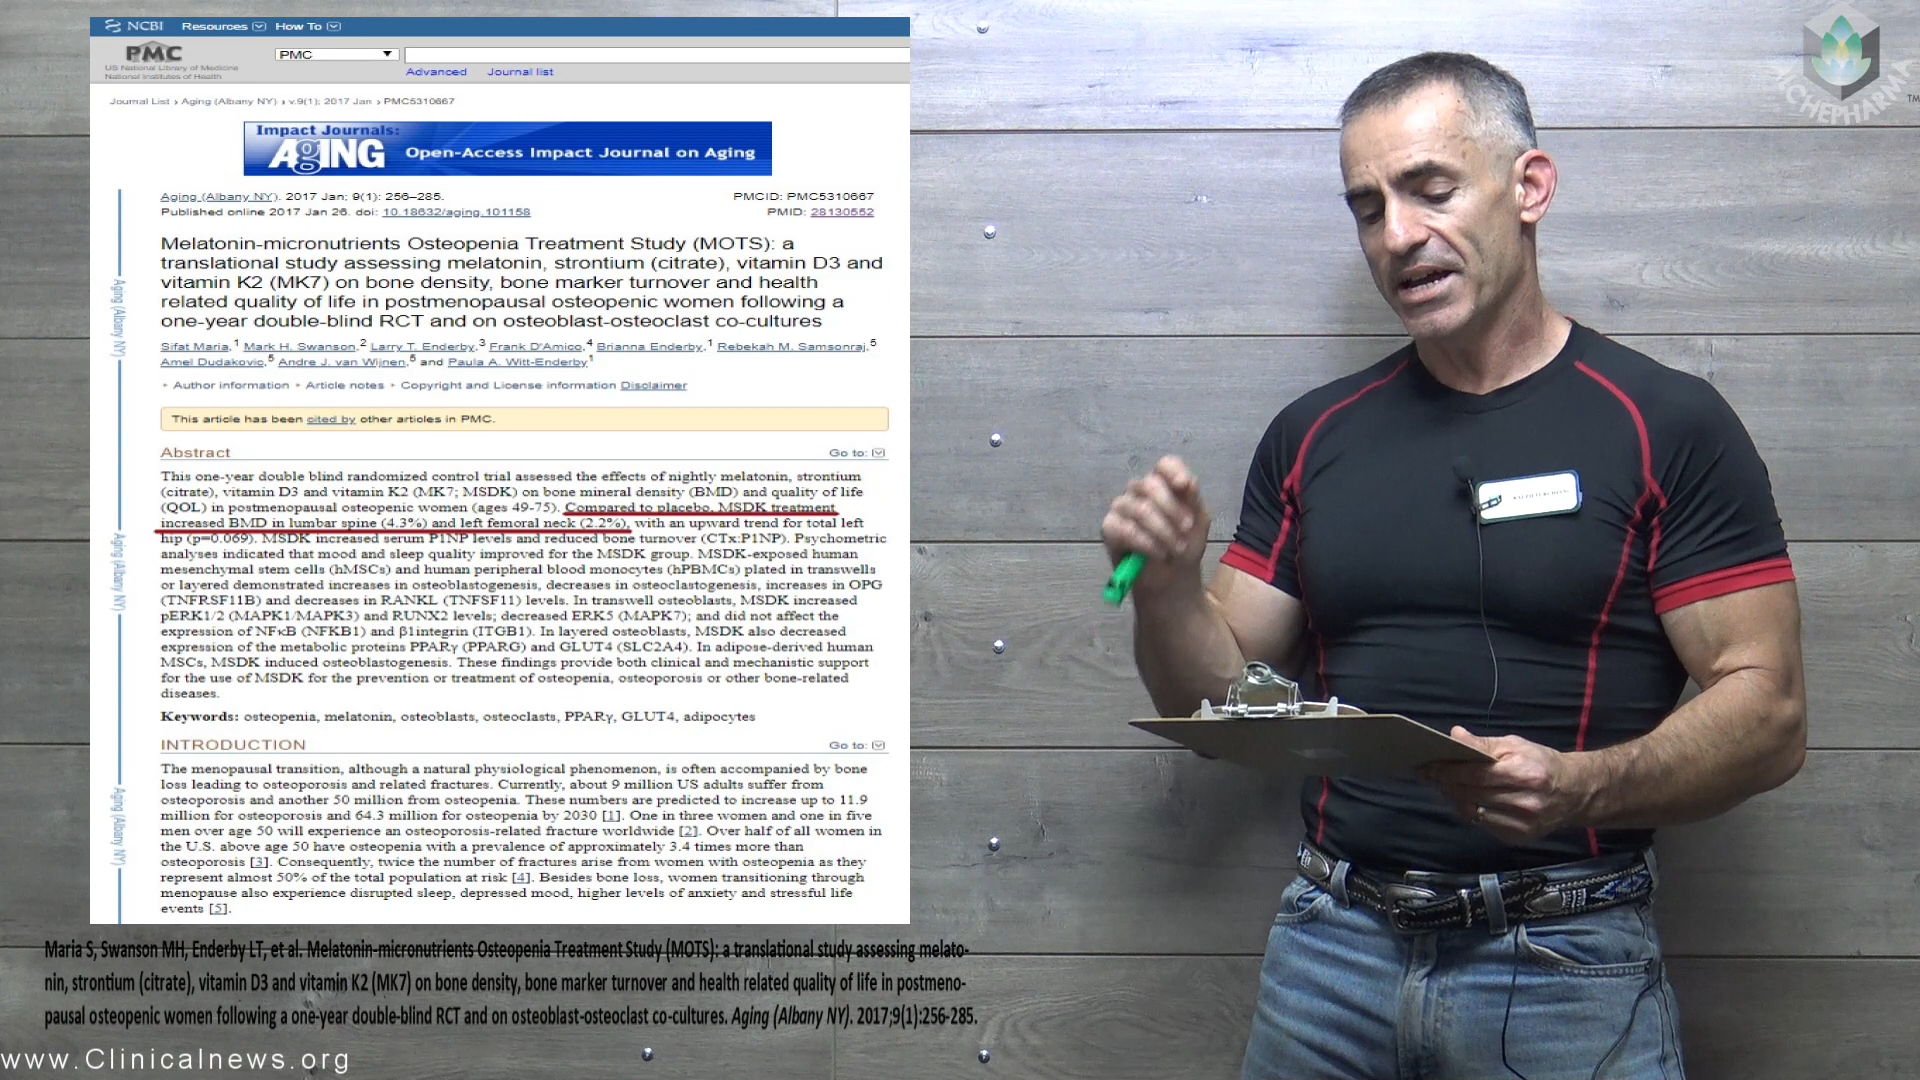 NCBI Resources How To
PMC
US National Library of Medicine
National Institutes of Health
PMC
Advanced Journal list
Journal List › Aging (Albany NY) › v.9(1); 2017 Jan › PMC5310667
Impact Journals:
AgING Open-Access Impact Journal on Aging
Aging (Albany NY). 2017 Jan; 9(1): 256–285. PMCID: PMC5310667
Published online 2017 Jan 26. doi: 10.18632/aging.101158 PMID: 28130552
Melatonin-micronutrients Osteopenia Treatment Study (MOTS): a
translational study assessing melatonin, strontium (citrate), vitamin D3 and
vitamin K2 (MK7) on bone density, bone marker turnover and health
related quality of life in postmenopausal osteopenic women following a
one-year double-blind RCT and on osteoblast-osteoclast co-cultures
Sifat Maria,1 Mark H. Swanson,2 Larry T. Enderby,3 Frank D'Amico,4 Brianna Enderby,1 Rebekah M. Samsonraj,5
Amel Dudakovic,5 Andre J. van Wijnen,5 and Paula A. Witt-Enderby1
Author information Article notes Copyright and License information Disclaimer
This article has been cited by other articles in PMC.
Abstract Go to:
This one-year double blind randomized control trial assessed the effects of nightly melatonin, strontium
(citrate), vitamin D3 and vitamin K2 (MK7; MSDK) on bone mineral density (BMD) and quality of life
(QOL) in postmenopausal osteopenic women (ages 49-75). Compared to placebo, MSDK treatment
increased BMD in lumbar spine (4.3%) and left femoral neck (2.2%), with an upward trend for total left
hip (p=0.069). MSDK increased serum P1NP levels and reduced bone turnover (CTx:P1NP). Psychometric
analyses indicated that mood and sleep quality improved for the MSDK group. MSDK-exposed human
mesenchymal stem cells (hMSCs) and human peripheral blood monocytes (hPBMCs) plated in transwells
or layered demonstrated increases in osteoblastogenesis, decreases in osteoclastogenesis, increases in OPG
(TNFRSF11B) and decreases in RANKL (TNFSF11) levels. In transwell osteoblasts, MSDK increased
pERK1/2 (MAPK1/MAPK3) and RUNX2 levels; decreased ERK5 (MAPK7); and did not affect the
expression of NFκB (NFKB1) and β1integrin (ITGB1). In layered osteoblasts, MSDK also decreased
expression of the metabolic proteins PPARγ (PPARG) and GLUT4 (SLC2A4). In adipose-derived human
MSCs, MSDK induced osteoblastogenesis. These findings provide both clinical and mechanistic support
for the use of MSDK for the prevention or treatment of osteopenia, osteoporosis or other bone-related
diseases.
Keywords: osteopenia, melatonin, osteoblasts, osteoclasts, PPARγ, GLUT4, adipocytes
INTRODUCTION Go to:
The menopausal transition, although a natural physiological phenomenon, is often accompanied by bone
loss leading to osteoporosis and related fractures. Currently, about 9 million US adults suffer from
osteoporosis and another 50 million from osteopenia. These numbers are predicted to increase up to 11.9
million for osteoporosis and 64.3 million for osteopenia by 2030 [1]. One in three women and one in five
men over age 50 will experience an osteoporosis-related fracture worldwide [2]. Over half of all women in
the U.S. above age 50 have osteopenia with a prevalence of approximately 3.4 times more than
osteoporosis [3]. Consequently, twice the number of fractures arise from women with osteopenia as they
represent almost 50% of the total population at risk [4]. Besides bone loss, women transitioning through
menopause also experience disrupted sleep, depressed mood, higher levels of anxiety and stressful life
events [5].
Aging (Albany NY)
Aging (Albany NY)
Aging (Albany NY)
Maria S, Swanson MH, Enderby LT, et al. Melatonin-micronutrients Osteopenia Treatment Study (MOTS): a translational study assessing melato-
nin, strontium (citrate), vitamin D3 and vitamin K2 (MK7) on bone density, bone marker turnover and health related quality of life in postmeno-
pausal osteopenic women following a one-year double-blind RCT and on osteoblast-osteoclast co-cultures. Aging (Albany NY). 2017;9(1):256-285.
www.Clinicalnews.org
TM